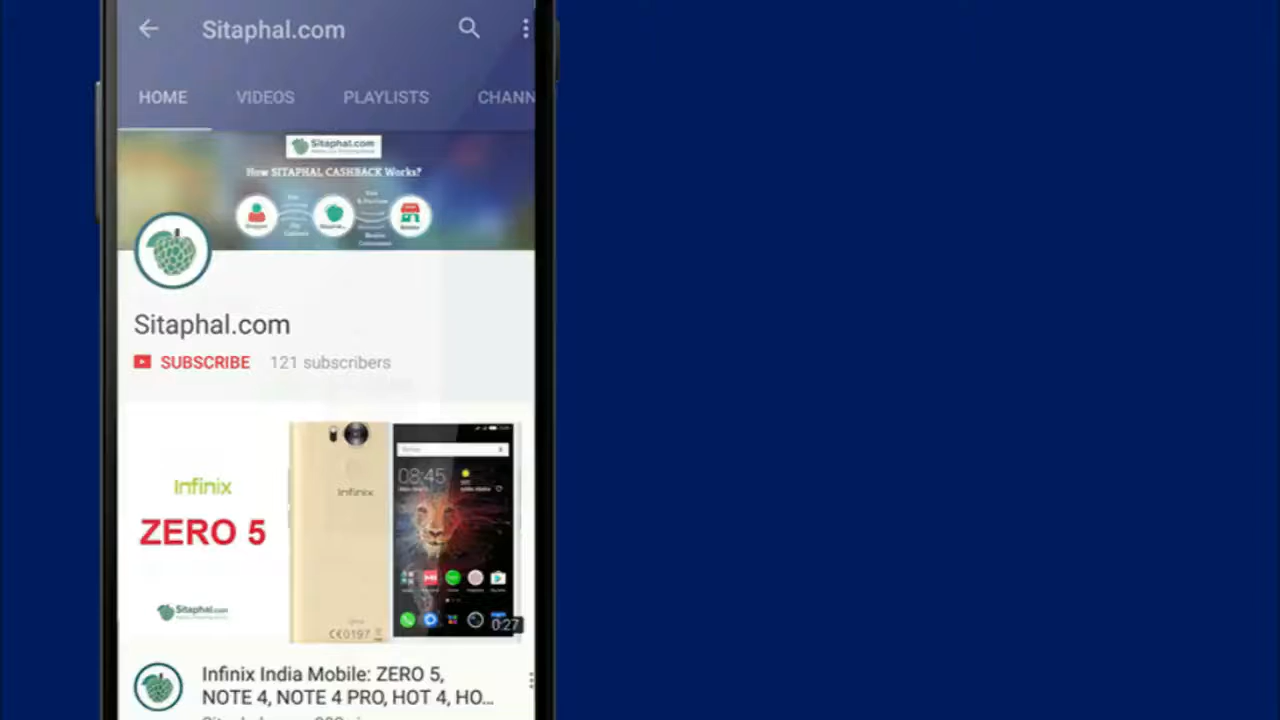 Sitaphal.com
HOME VIDEOS PLAYLISTS CHANN
Sitaphal.com
How SITAPHAL CASHBACK Works?
Sitaphal.com
SUBSCRIBE 121 subscribers
Infinix
ZERO 5
Sitaphal.com
Infinix
CE0197
08:45
0:27
Infinix India Mobile: ZERO 5,
NOTE 4, NOTE 4 PRO, HOT 4, HO...